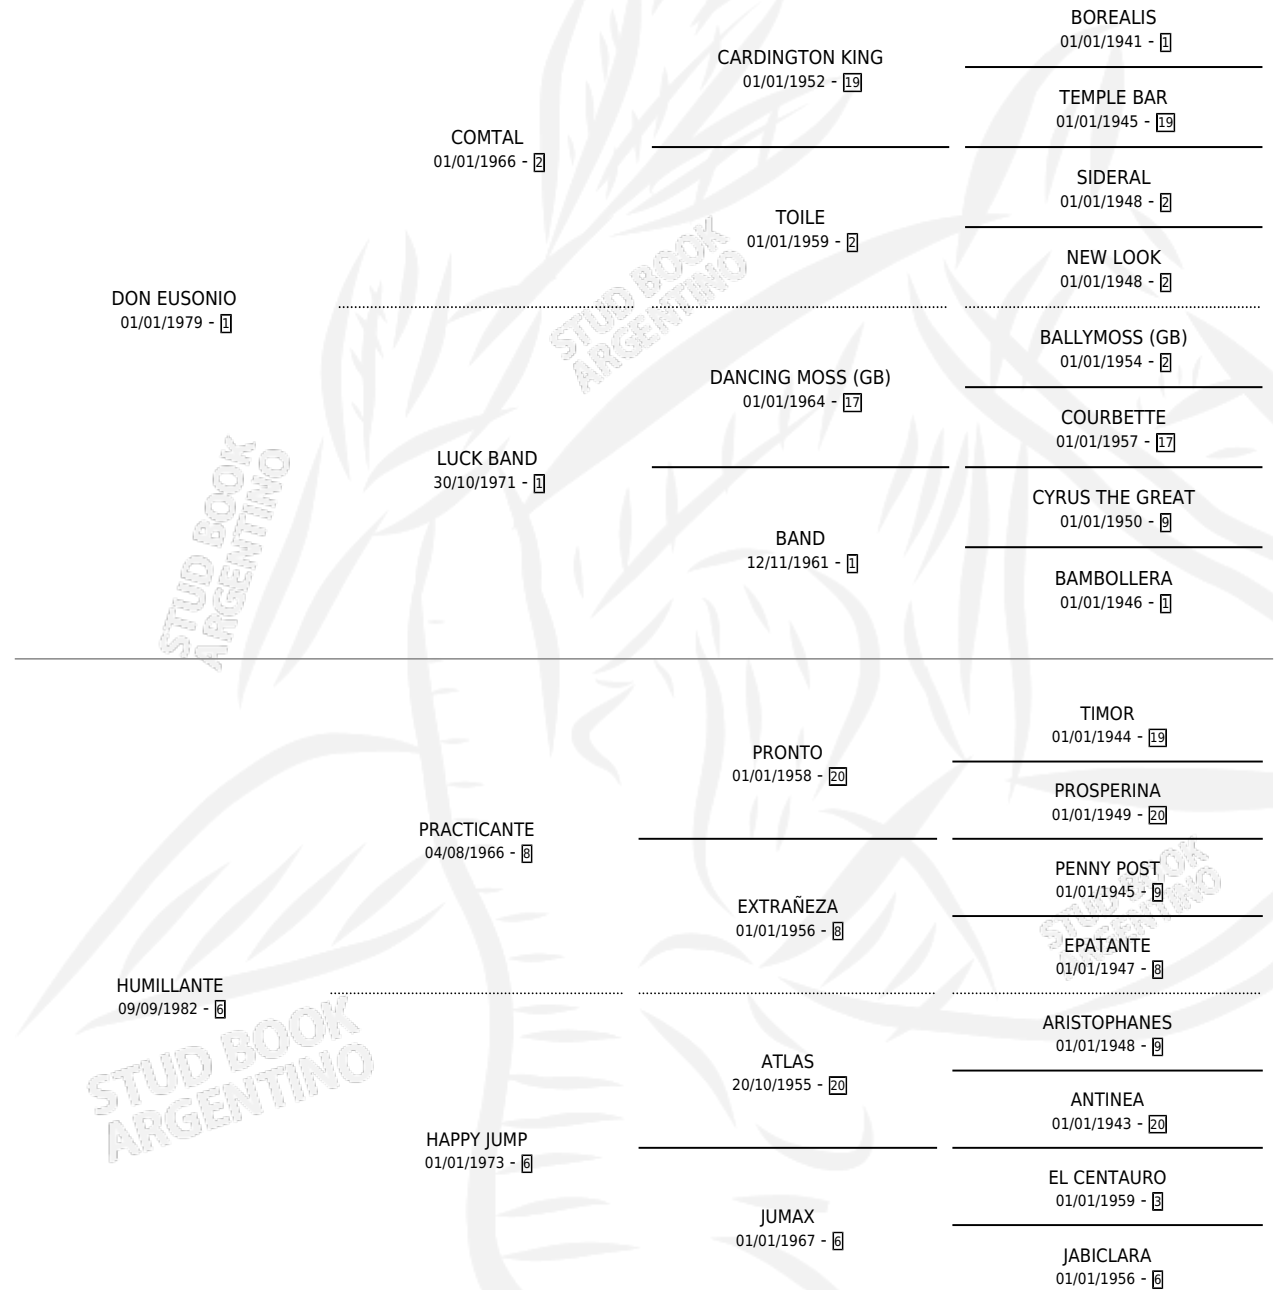 BOREALIS
01/01/1941 - 1
CARDINGTON KING
01/01/1952 - 19
TEMPLE BAR
01/01/1945 - 19
COMTAL
01/01/1966 - 2
SIDERAL
01/01/1948 - 2
TOILE
01/01/1959 - 2
NEW LOOK
01/01/1948 - 2
DON EUSONIO
01/01/1979 - 1
BALLYMOSS (GB)
01/01/1954 - 2
DANCING MOSS (GB)
01/01/1964 - 17
COURBETTE
01/01/1957 - 17
LUCK BAND
30/10/1971 - 1
CYRUS THE GREAT
01/01/1950 - 9
BAND
12/11/1961 - 1
BAMBOLLERA
01/01/1946 - 1
TIMOR
01/01/1944 - 19
PRONTO
01/01/1958 - 20
PROSPERINA
01/01/1949 - 20
PRACTICANTE
04/08/1966 - 8
PENNY POST
01/01/1945 - 9
EXTRAÑEZA
01/01/1956 - 8
EPATANTE
01/01/1947 - 8
HUMILLANTE
09/09/1982 - 6
ARISTOPHANES
01/01/1948 - 9
ATLAS
20/10/1955 - 20
ANTINEA
01/01/1943 - 20
HAPPY JUMP
01/01/1973 - 6
EL CENTAURO
01/01/1959 - 3
JUMAX
01/01/1967 - 6
JABICLARA
01/01/1956 - 6
STUD BOOK
ARGENTINO
STUD BOOK
ARGENTINO
STUD BOOK
ARGENTINO
STUD BOOK
ARGENTINO